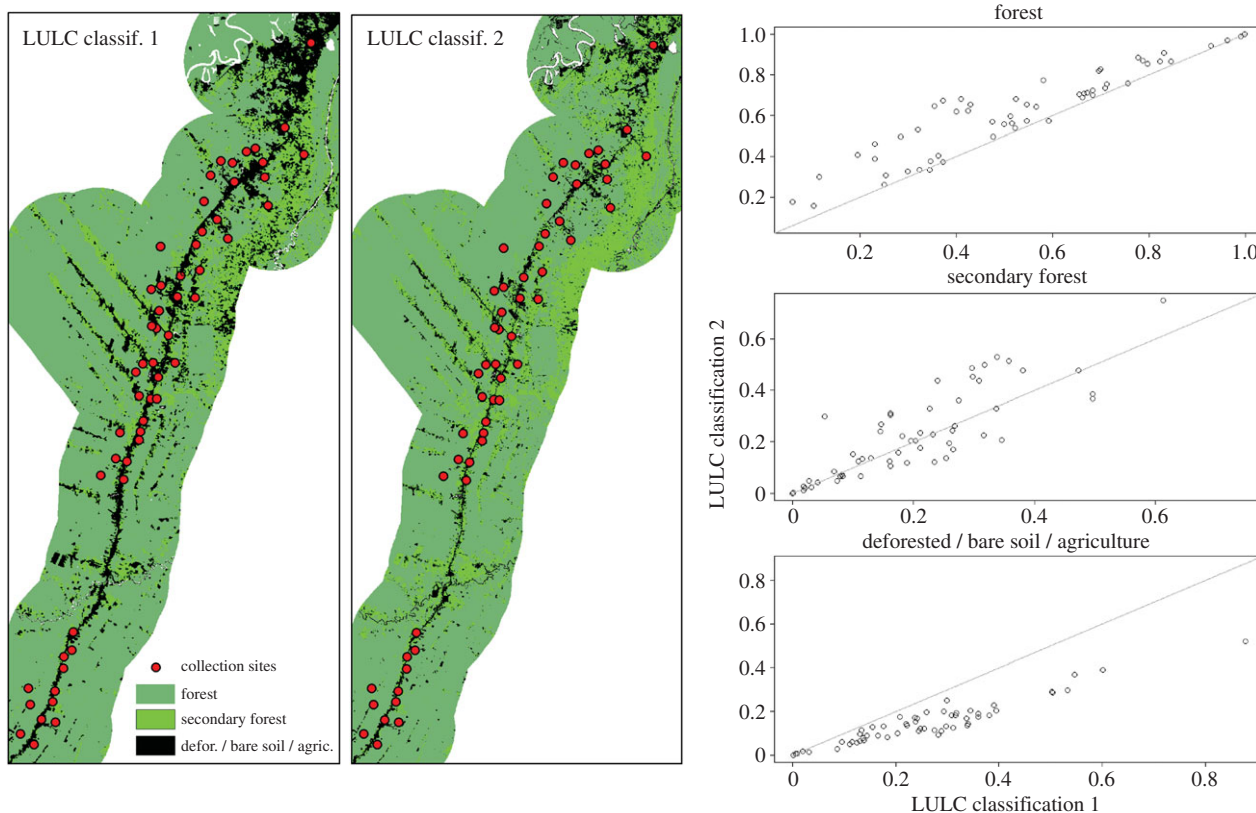 LULC classif. 1
collection sites
forest
secondary forest
defor. / bare soil / agric.
LULC classif. 2
forest
1.0
0.8
0.6
0.4
0.2
0.2 0.4 0.6 0.8 1.0
secondary forest
0.6
0.4
0.2
0
0 0.2 0.4 0.6
deforested / bare soil / agriculture
0.8
0.6
0.4
0.2
0
0 0.2 0.4 0.6 0.8
LULC classification 1
LULC classification 2